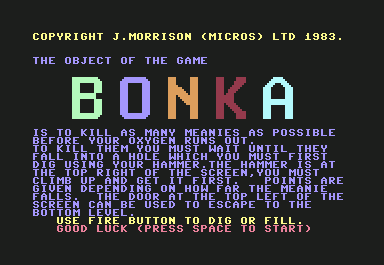 COPYRIGHT J.MORRISON (MICROS) LTD 1983.
THE OBJECT OF THE GAME
BONKA
IS TO KILL AS MANY MEANIES AS POSSIBLE
BEFORE YOUR OXYGEN RUNS OUT.
TO KILL THEM YOU MUST WAIT UNTIL THEY
FALL INTO A HOLE WHICH YOU MUST FIRST
DIG USING YOUR HAMMER.THE HAMMER IS AT
THE TOP RIGHT OF THE SCREEN,YOU MUST
CLIMB UP AND GET IT FIRST.  POINTS ARE
GIVEN DEPENDING ON HOW FAR THE MEANIE
FALLS.  THE DOOR AT THE TOP LEFT OF THE
SCREEN CAN BE USED TO ESCAPE TO THE
BOTTOM LEVEL.
USE FIRE BUTTON TO DIG OR FILL.
GOOD LUCK (PRESS SPACE TO START)